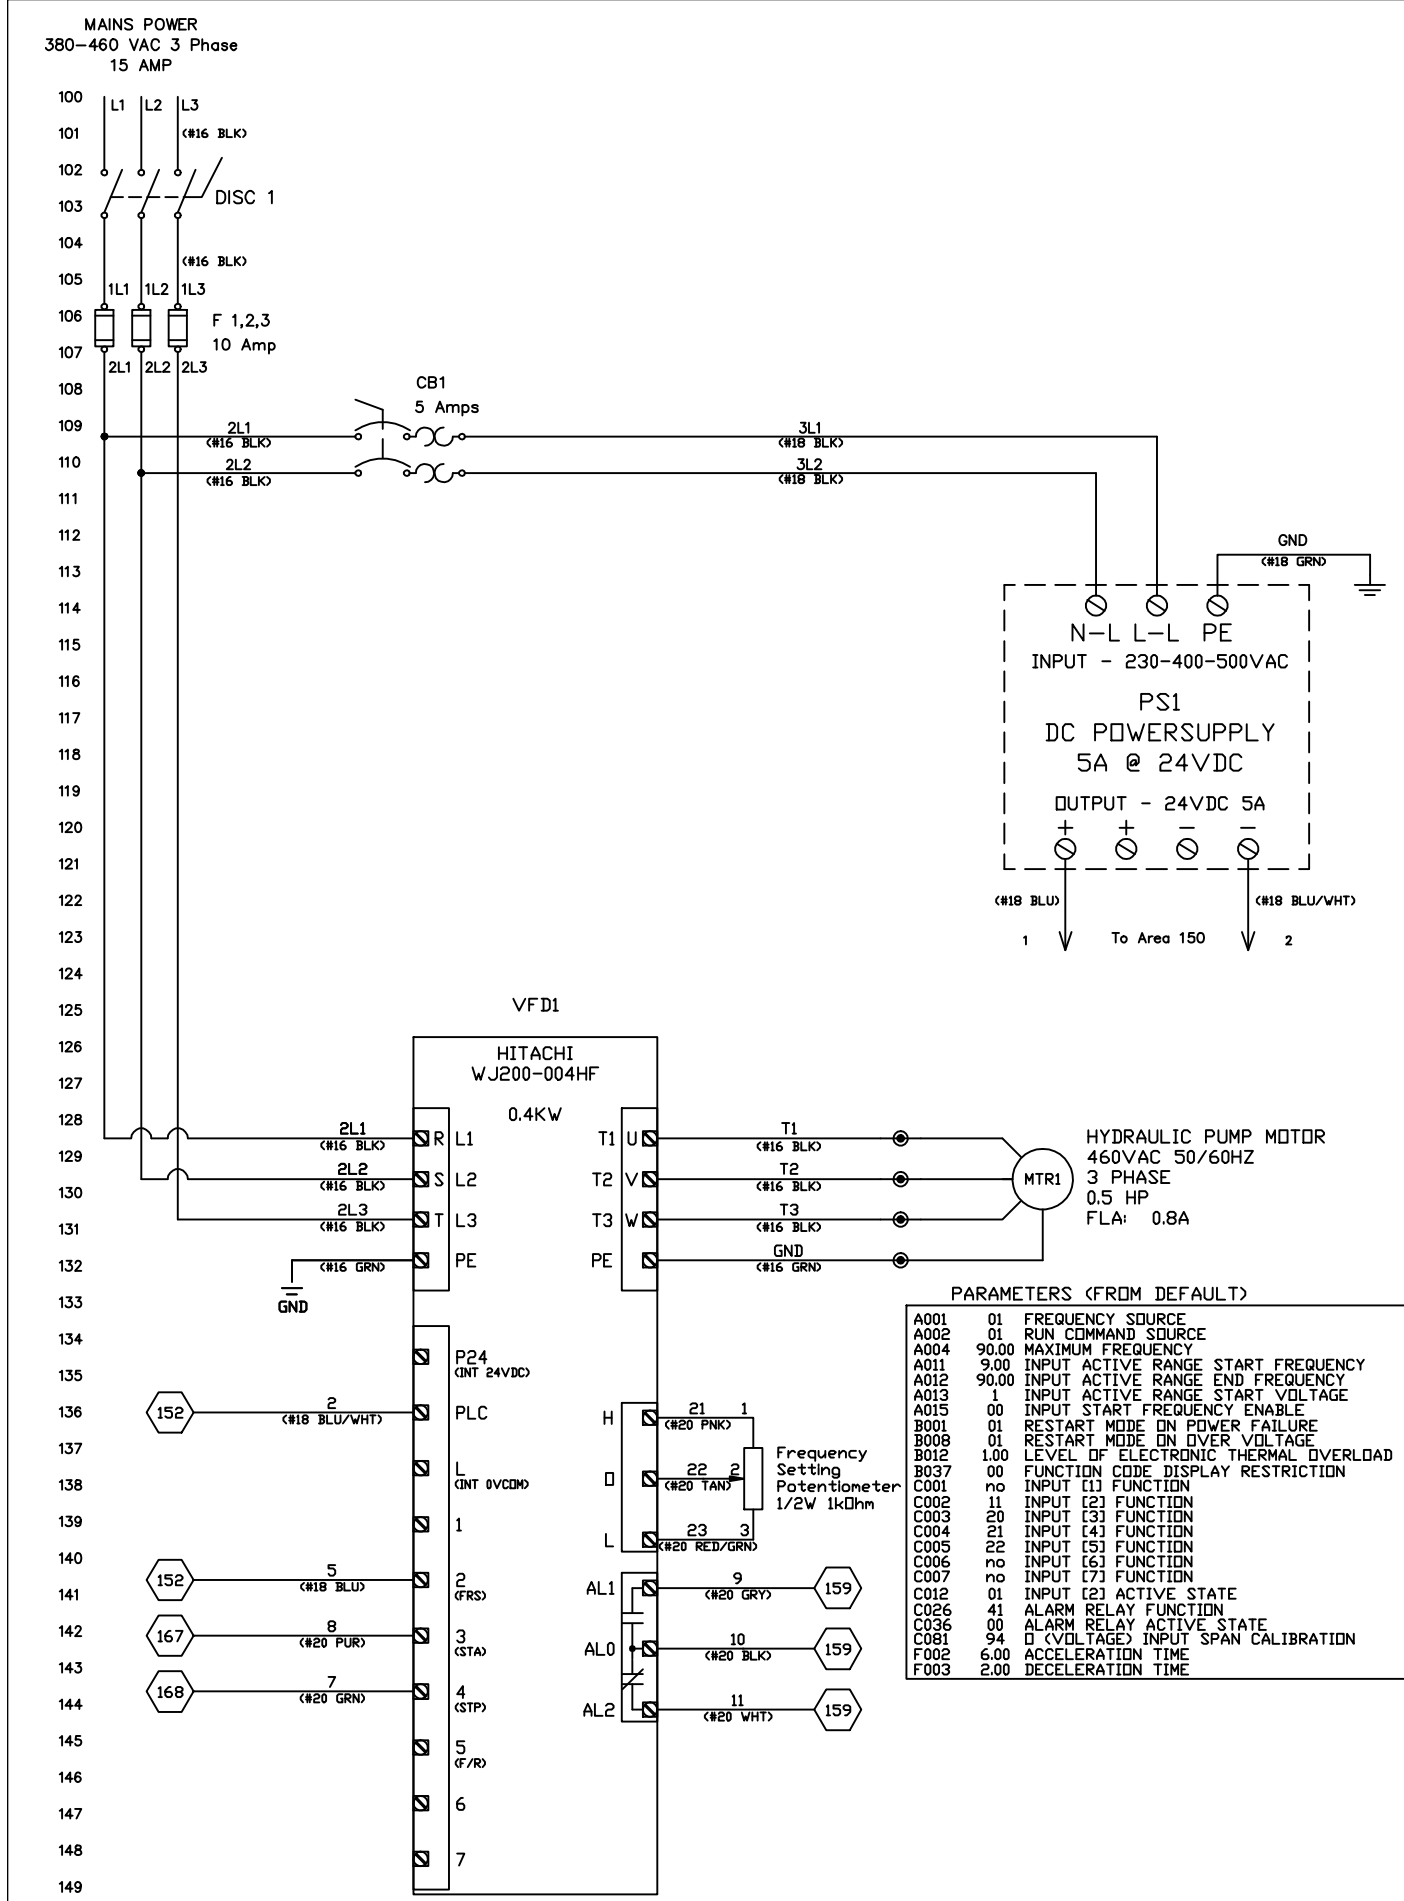 MAINS POWER
380-460 VAC 3 Phase
15 AMP
100
L1
L2
L3
101
(#16 BLK)
102
DISC 1
103
104
(#16 BLK)
105
1L1
1L2
1L3
106
F 1,2,3
10 Amp
107
2L1
2L2
2L3
108
CB1
5 Amps
109
2L1
(#16 BLK)
3L1
(#18 BLK)
110
2L2
(#16 BLK)
3L2
(#18 BLK)
111
112
GND
(#18 GRN)
113
114
N-L L-L PE
115
INPUT - 230-400-500VAC
116
PS1
117
DC POWERSUPPLY
118
5A @ 24VDC
119
OUTPUT - 24VDC 5A
120
+ + - -
121
122
(#18 BLU)
(#18 BLU/WHT)
123
1
To Area 150
2
124
125
VFD1
126
HITACHI
WJ200-004HF
127
0.4KW
128
2L1
(#16 BLK)
R L1
T1 U
T1
(#16 BLK)
129
2L2
(#16 BLK)
S L2
T2 V
T2
(#16 BLK)
MTR1
HYDRAULIC PUMP MOTOR
460VAC 50/60HZ
3 PHASE
0.5 HP
FLA: 0.8A
130
2L3
(#16 BLK)
T L3
T3 W
T3
(#16 BLK)
131
132
(#16 GRN)
GND
PE
PE
GND
(#16 GRN)
133
134
P24
(INT 24VDC)
135
136
152
2
(#18 BLU/WHT)
PLC
137
L
(INT 0VCOM)
138
139
1
140
152
5
(#18 BLU)
2
(FRS)
141
142
167
8
(#20 PUR)
3
(STA)
143
168
7
(#20 GRN)
4
(STP)
144
145
5
(F/R)
146
6
147
148
7
149
H
21
(#20 PNK)
1
O
22
(#20 TAN)
2
L
23
(#20 RED/GRN)
3
Frequency
Setting
Potentiometer
1/2W 1kOhm
AL1
9
(#20 GRY)
159
AL0
10
(#20 BLK)
159
AL2
11
(#20 WHT)
159
PARAMETERS (FROM DEFAULT)
A001 01 FREQUENCY SOURCE
A002 01 RUN COMMAND SOURCE
A004 90.00 MAXIMUM FREQUENCY
A011 9.00 INPUT ACTIVE RANGE START FREQUENCY
A012 90.00 INPUT ACTIVE RANGE END FREQUENCY
A013 1 INPUT ACTIVE RANGE START VOLTAGE
A015 00 INPUT START FREQUENCY ENABLE
B001 01 RESTART MODE ON POWER FAILURE
B008 01 RESTART MODE ON OVER VOLTAGE
B012 1.00 LEVEL OF ELECTRONIC THERMAL OVERLOAD
B037 00 FUNCTION CODE DISPLAY RESTRICTION
C001 no INPUT [1] FUNCTION
C002 11 INPUT [2] FUNCTION
C003 20 INPUT [3] FUNCTION
C004 21 INPUT [4] FUNCTION
C005 22 INPUT [5] FUNCTION
C006 no INPUT [6] FUNCTION
C007 no INPUT [7] FUNCTION
C012 01 INPUT [2] ACTIVE STATE
C026 41 ALARM RELAY FUNCTION
C036 00 ALARM RELAY ACTIVE STATE
C081 94 O (VOLTAGE) INPUT SPAN CALIBRATION
F002 6.00 ACCELERATION TIME
F003 2.00 DECELERATION TIME